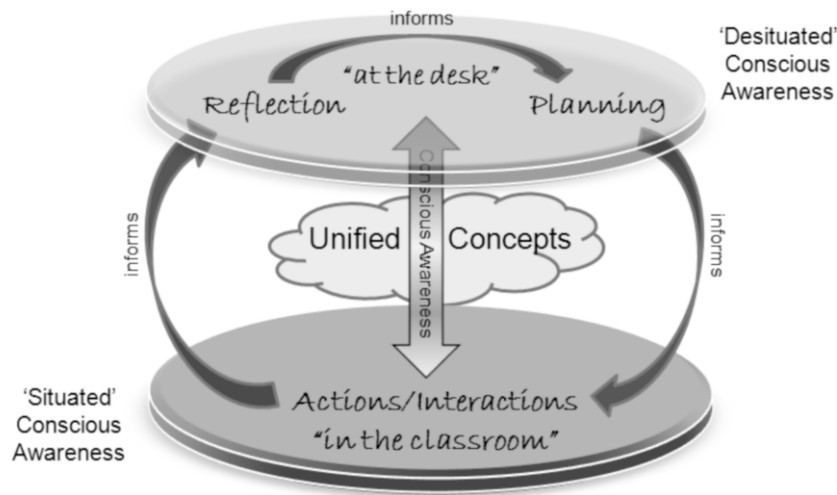 informs
'Desituated'
Conscious
Awareness
"at the desk"
Reflection
Planning
Conscious Awareness
Unified Concepts
informs
informs
'Situated'
Conscious
Awareness
Actions/Interactions
"in the classroom"